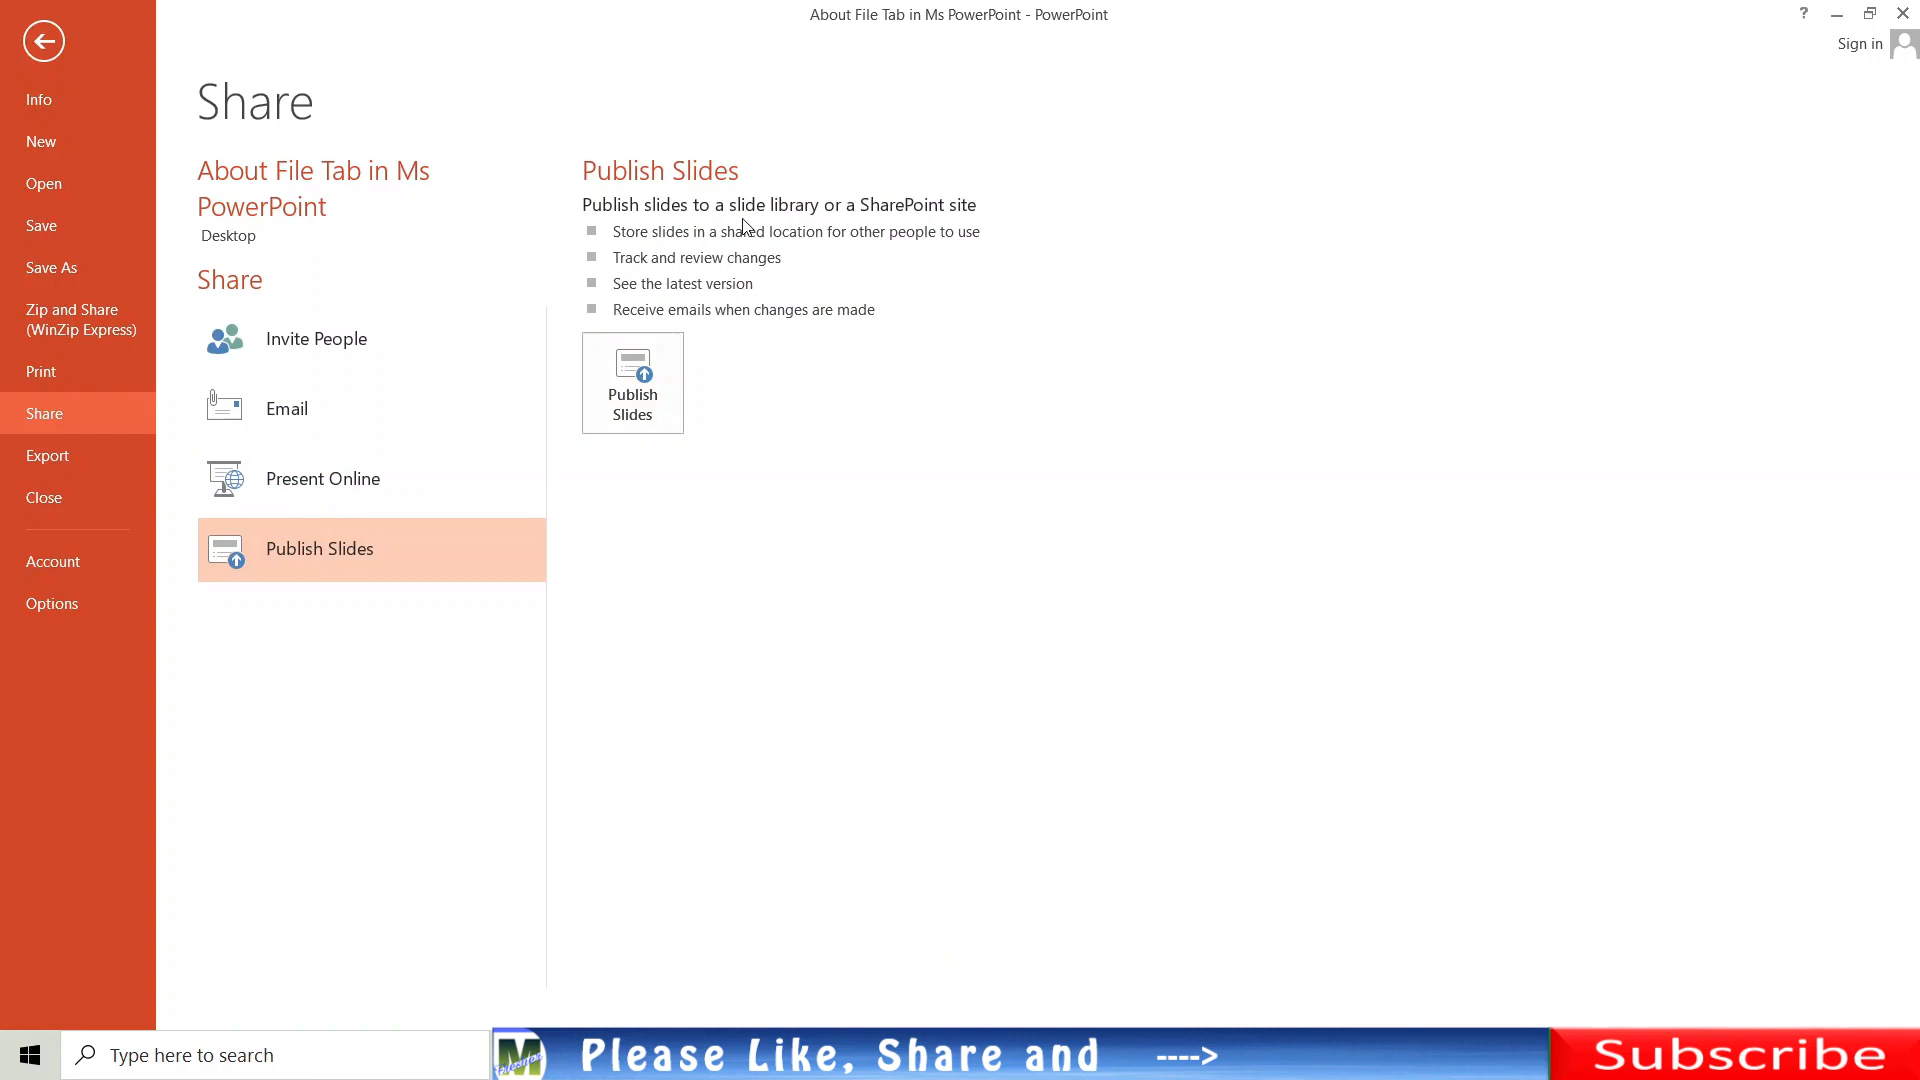 About File Tab in Ms PowerPoint - PowerPoint
?
Sign in
Info
New
Open
Save
Save As
Zip and Share
(WinZip Express)
Print
Share
Export
Close
Account
Options
Share
About File Tab in Ms
PowerPoint
Desktop
Share
Invite People
Email
Present Online
Publish Slides
Publish Slides
Publish slides to a slide library or a SharePoint site
Store slides in a shared location for other people to use
Track and review changes
See the latest version
Receive emails when changes are made
Publish
Slides
Type here to search
M
Please Like, Share and ---->
Subscribe